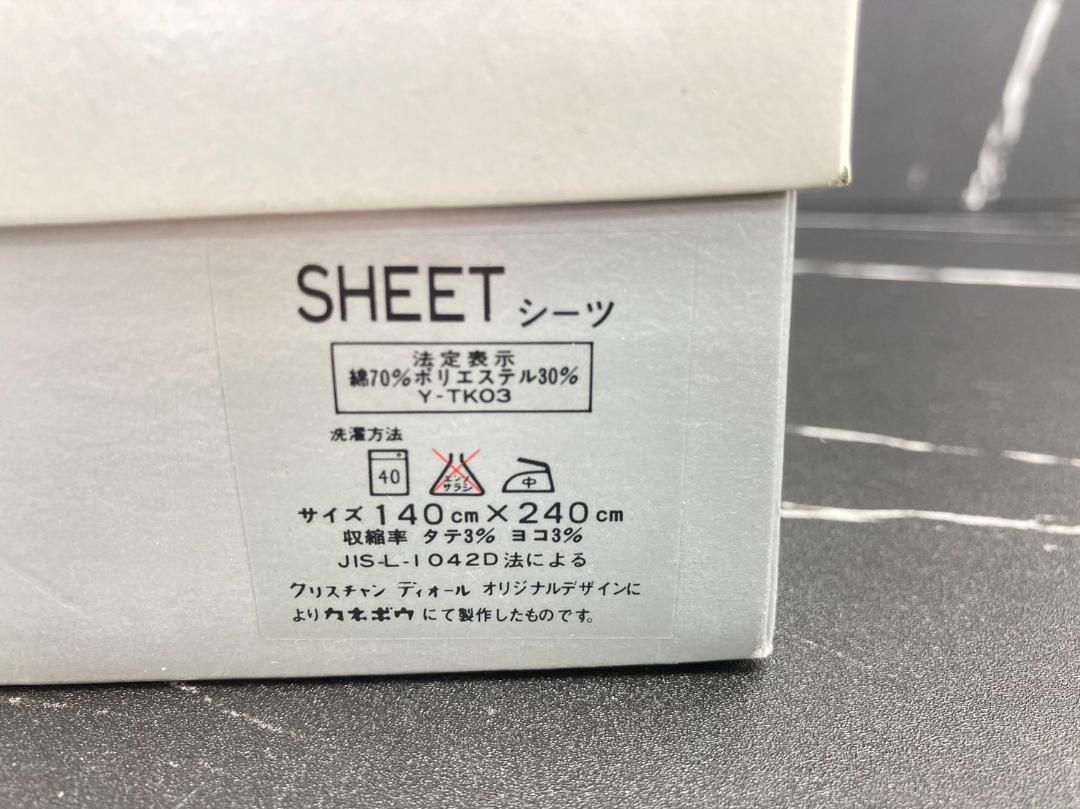 SHEET シーツ
法定表示
綿70%ポリエステル30%
Y-TK03
洗濯方法
40
エンソ
サラシ
中
サイズ 140cm×240cm
収縮率 タテ3% ヨコ3%
JIS-L-1042D法による
クリスチャン ディオール オリジナルデザインに
よりカネボウにて製作したものです。